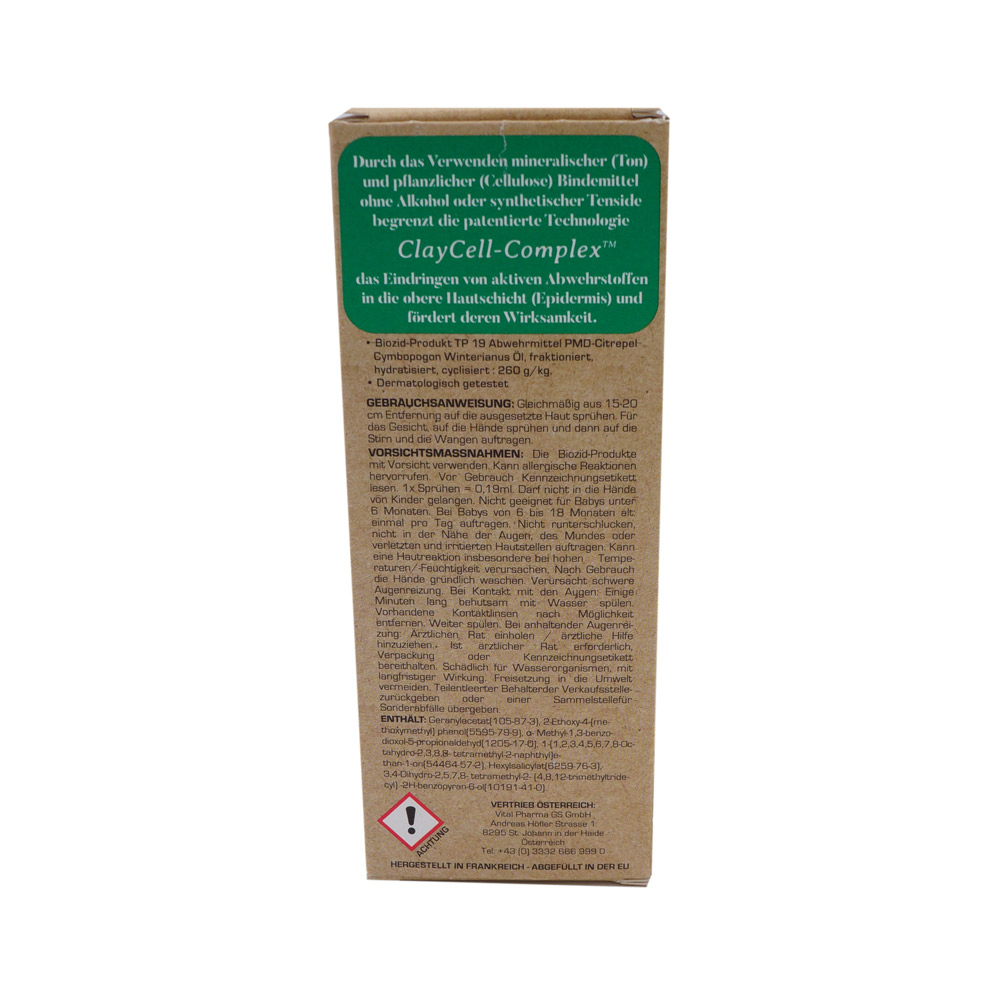 Durch das Verwenden mineralischer (Ton)
und pflanzlicher (Cellulose) Bindemittel
ohne Alkohol oder synthetischer Tenside
begrenzt die patentierte Technologie
ClayCell-Complex™
das Eindringen von aktiven Abwehrstoffen
in die obere Hautschicht (Epidermis) und
fördert deren Wirksamkeit.
• Biozid-Produkt TP 19 Abwehrmittel PMD-Citrepel
Cymbopogon Winterianus Öl, fraktioniert,
hydratisiert, cyclisiert : 260 g/kg.
• Dermatologisch getestet
GEBRAUCHSANWEISUNG: Gleichmäßig aus 15-20
cm Entfernung auf die ausgesetzte Haut sprühen. Für
das Gesicht, auf die Hände sprühen und dann auf die
Stirn und die Wangen auftragen.
VORSICHTSMASSNAHMEN: Die Biozid-Produkte
mit Vorsicht verwenden. Kann allergische Reaktionen
hervorrufen. Vor Gebrauch Kennzeichnungsetikett
lesen. 1x Sprühen = 0,19ml. Darf nicht in die Hände
von Kinder gelangen. Nicht geeignet für Babys unter
6 Monaten. Bei Babys von 6 bis 18 Monaten alt:
einmal pro Tag auftragen. Nicht runterschlucken,
nicht in der Nähe der Augen, des Mundes oder
verletzten und irritierten Hautstellen auftragen. Kann
eine Hautreaktion insbesondere bei hohen Tempe-
raturen/-Feuchtigkeit verursachen. Nach Gebrauch
die Hände gründlich waschen. Verursacht schwere
Augenreizung. Bei Kontakt mit den Aygen: Einige
Minuten lang behutsam mit Wasser spülen.
Vorhandene Kontaktlinsen nach Möglichkeit
entfernen. Weiter spülen. Bei anhaltender Augenrei-
zung: Ärztlichen Rat einholen / ärztliche Hilfe
hinzuziehen. Ist ärztlicher Rat erforderlich,
Verpackung oder Kennzeichnungsetikett
bereithalten. Schädlich für Wasserorganismen, mit
langfristiger Wirkung. Freisetzung in die Umwelt
vermeiden. Teilentleerter Behalterder Verkaufsstelle
zurückgeben oder einer Sammelstellefür
Sonderabfälle übergeben.
ENTHÄLT: Geranylacetat(105-87-3), 2-Ethoxy-4-(me-
thoxymethyl) phenol(5595-79-9), α- Methyl-1,3-benzo-
dioxol-5-propionaldehyd(1205-17-0), 1-(1,2,3,4,5,6,7,8-Oc-
tahydro-2,3,8,8- tetramethyl-2-naphthyl)e-
than-1-on(54464-57-2), Hexylsalicylat(6259-76-3),
3,4-Dihydro-2,5,7,8- tetramethyl-2- (4,8,12-trimethyltride-
cyl) -2H-benzopyran-6-ol(10191-41-0).
!
ACHTUNG
VERTRIEB ÖSTERREICH:
Vital Pharma GS GmbH
Andreas Höfler Strasse 1
8295 St. Johann in der Haide
Österreich
Tel. +43 (0) 3332 686 999 0
HERGESTELLT IN FRANKREICH - ABGEFÜLLT IN DER EU